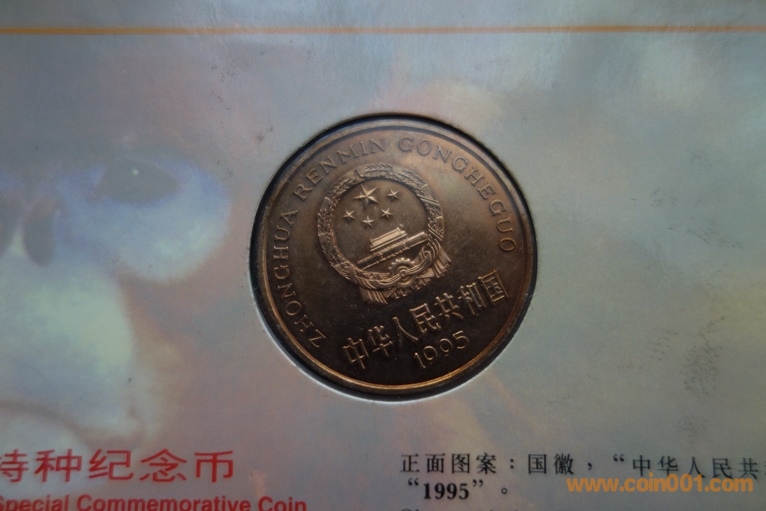 ZHONGHUA RENMIN GONGHEGUO
中华人民共和国
1995
特种纪念币
Special Commemorative Coin
正面图案：国徽，“中华人民共
“1995”。
www.coin001.com